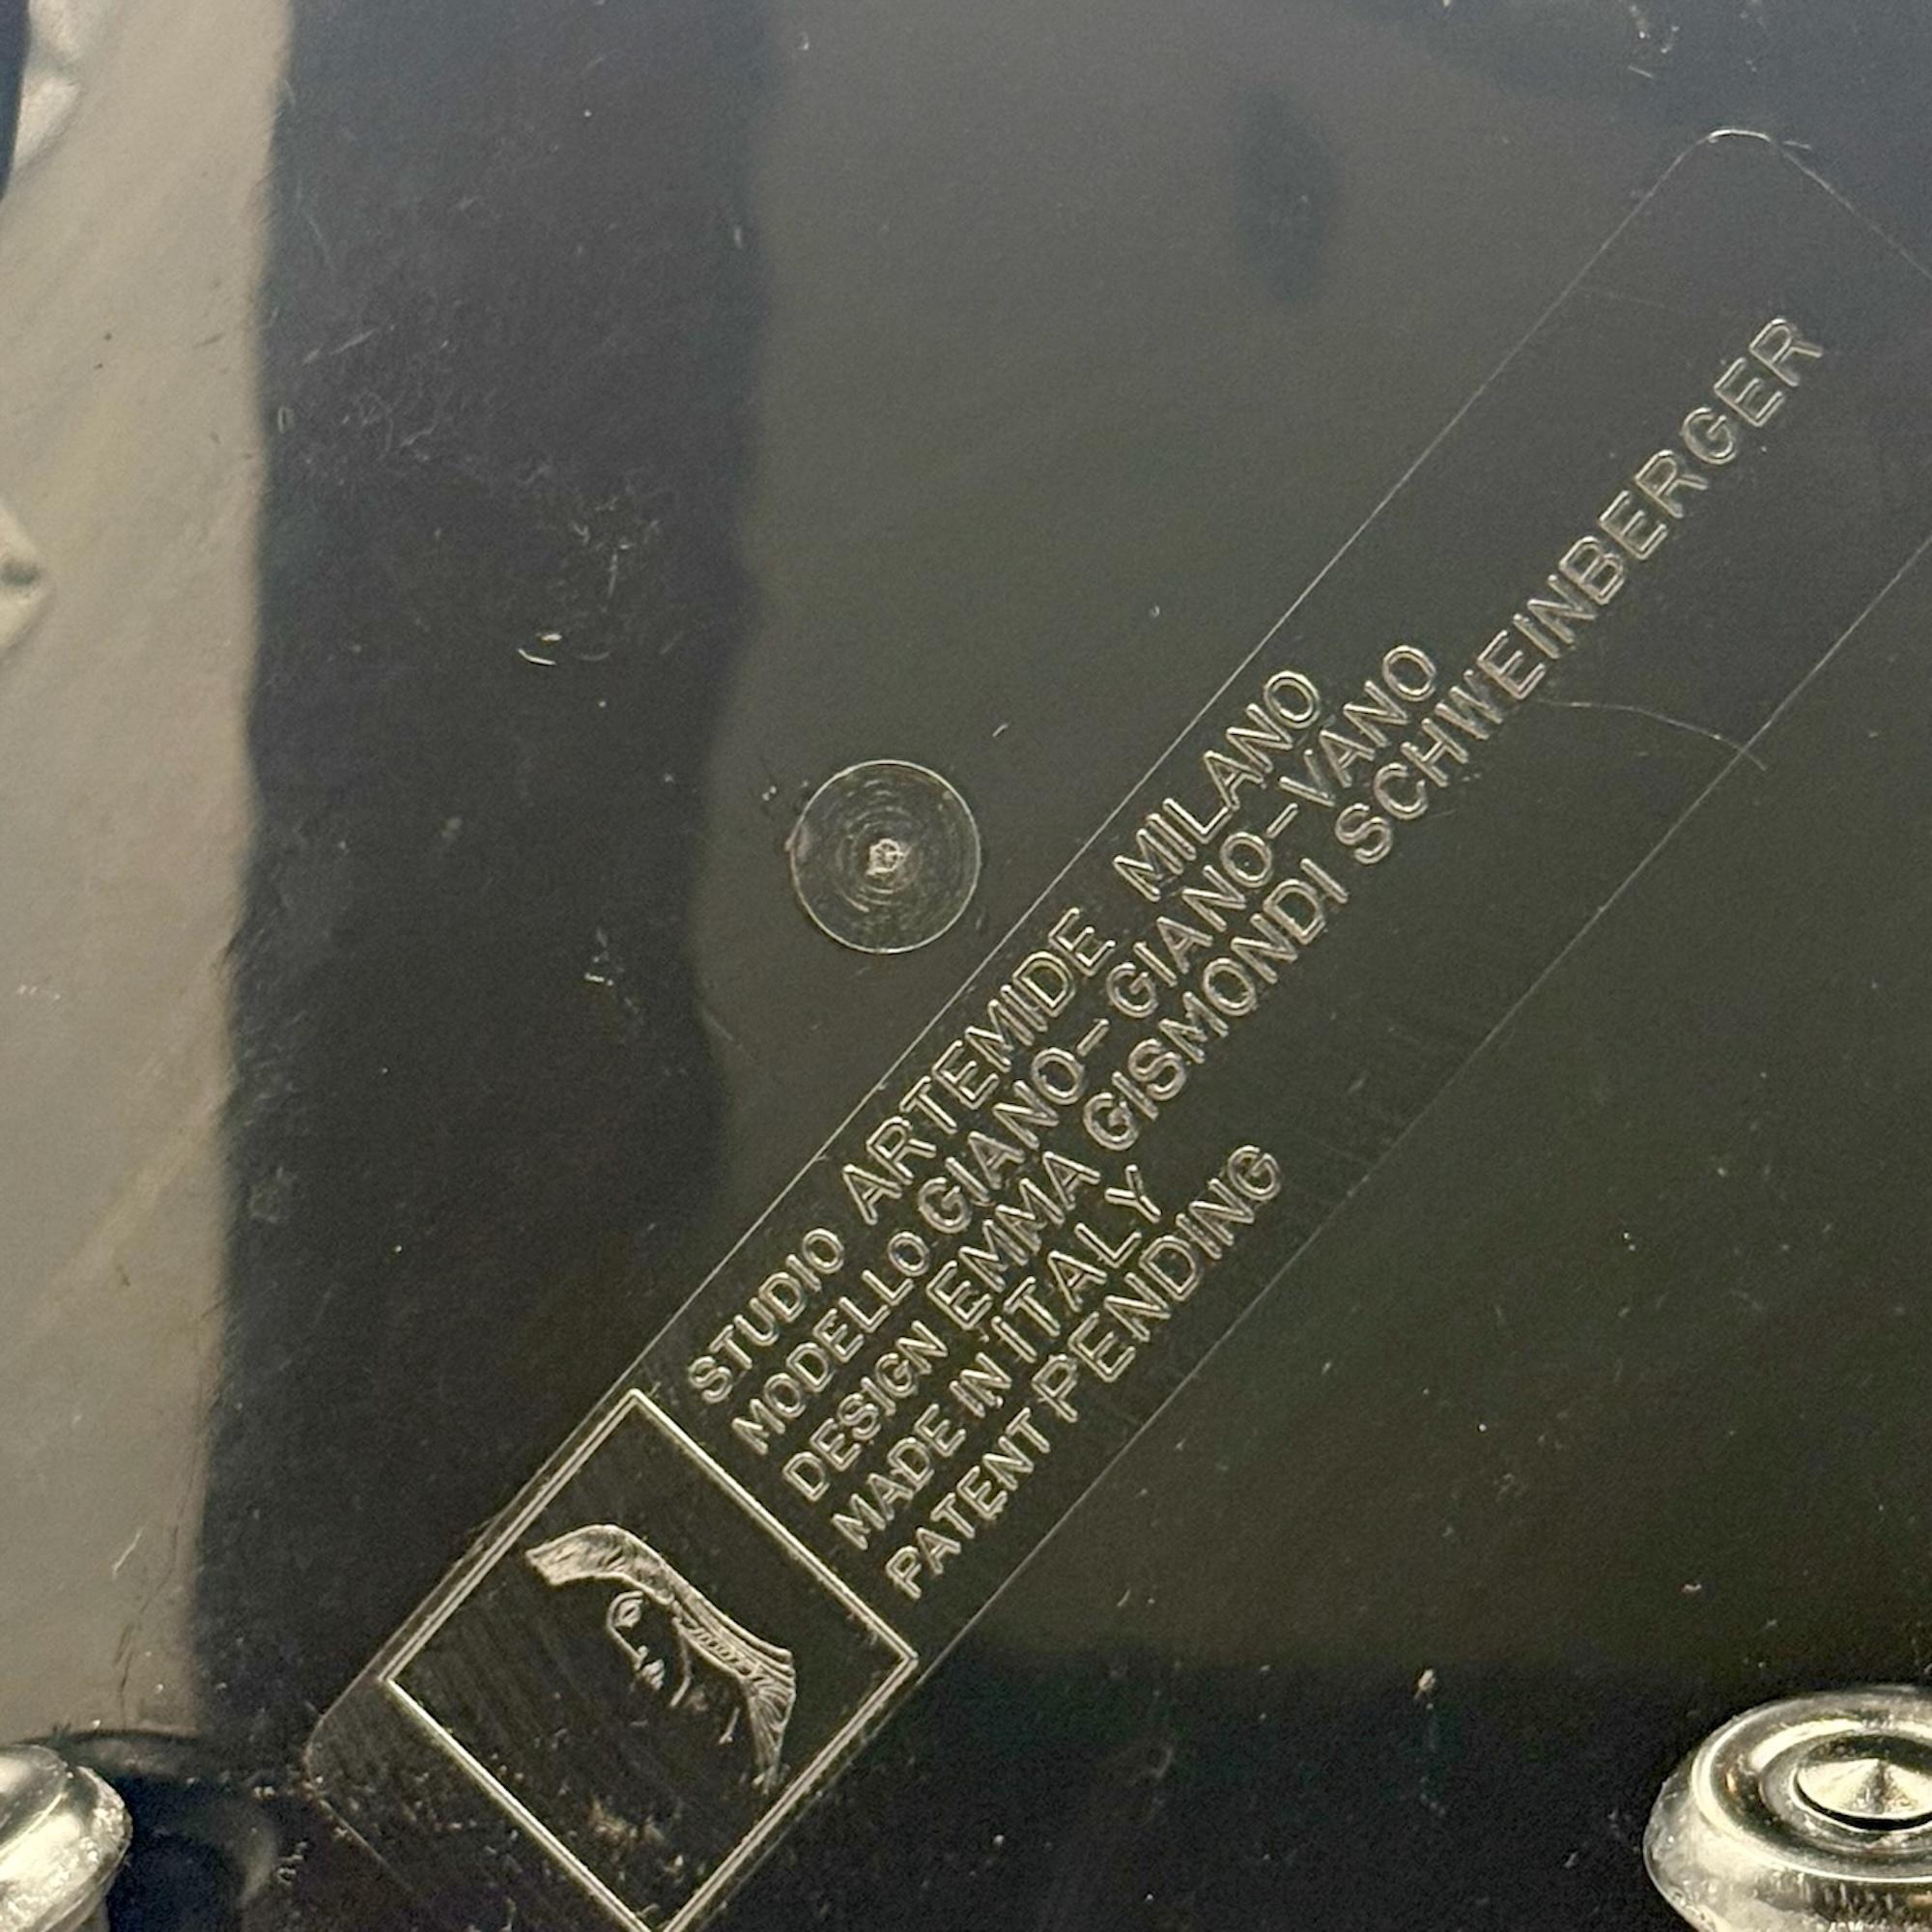 STUDIO ARTEMIDE MILANO
MODELLO GIANO-GIANO-VANO
DESIGN EMMA GISMONDI SCHWEINBERGER
MADE IN ITALY
PATENT PENDING